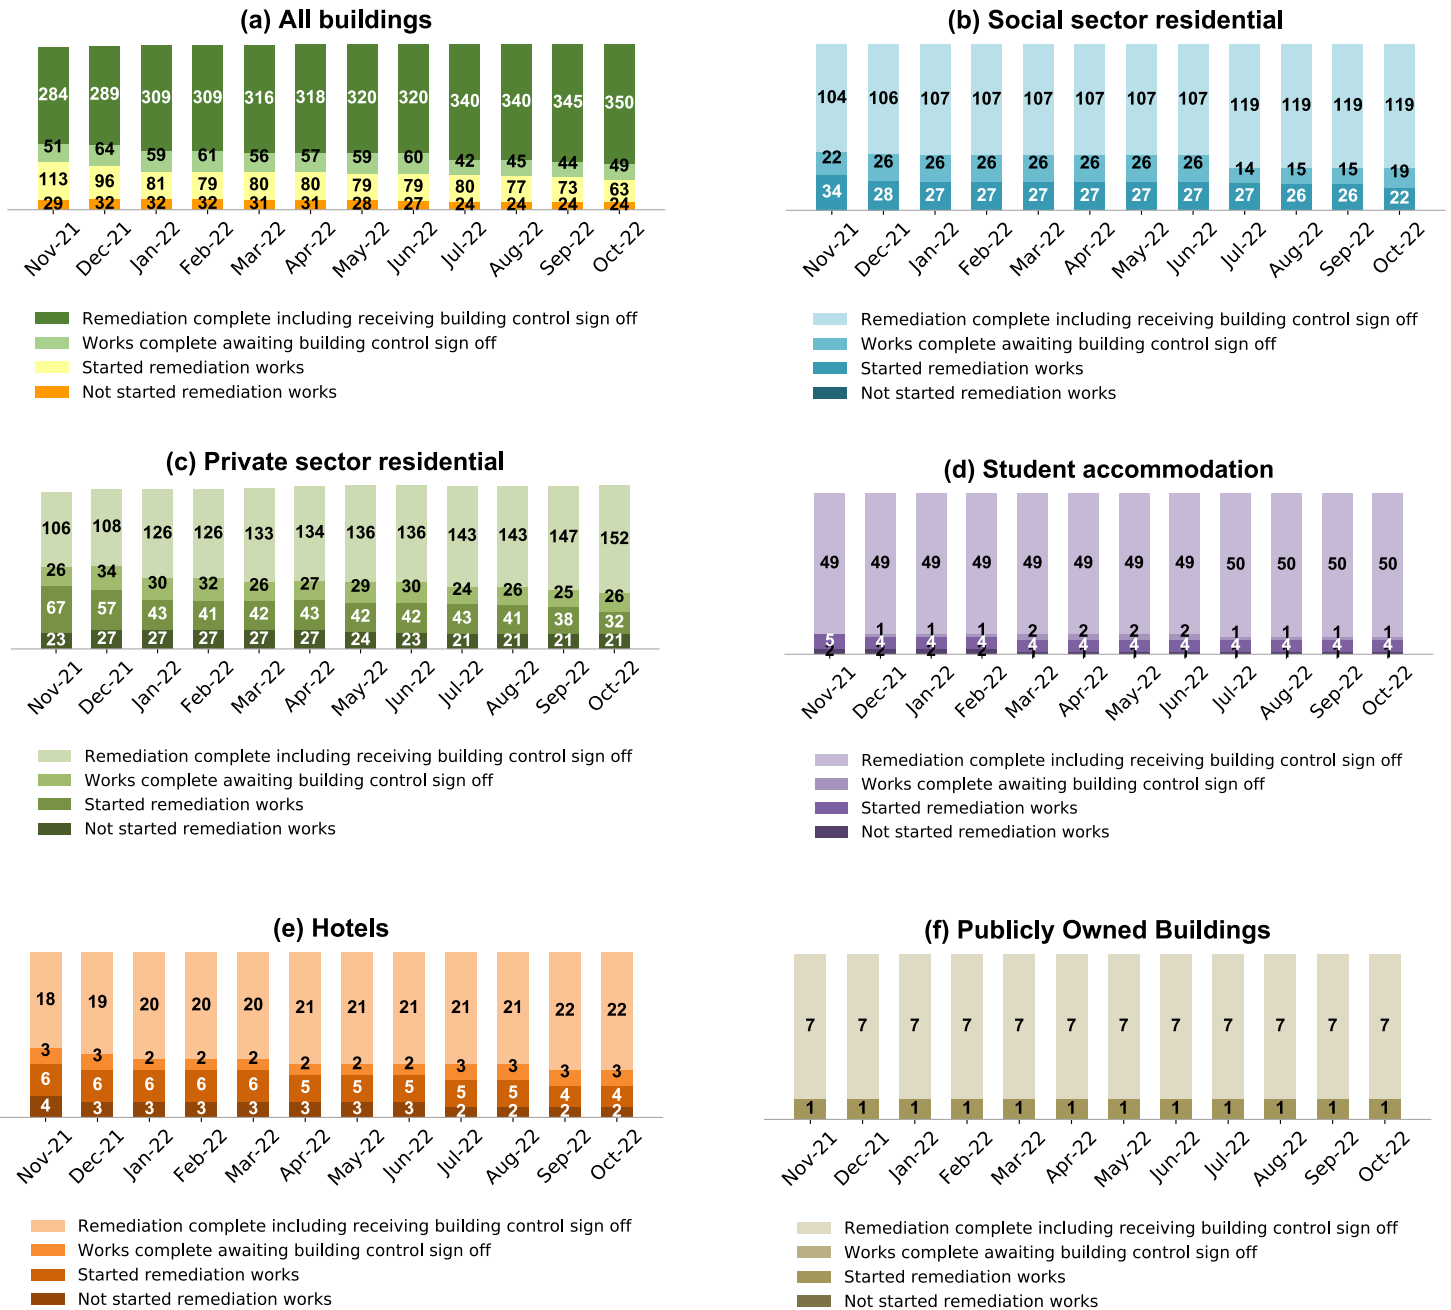 (a) All buildings
284 289 309 309 316 318 320 320 340 340 345 350
51 64 59 61 56 57 59 60 42 45 44 49
113 96 81 79 80 80 79 79 80 77 73 63
29 32 32 32 31 31 28 27 24 24 24 24
Nov-21 Dec-21 Jan-22 Feb-22 Mar-22 Apr-22 May-22 Jun-22 Jul-22 Aug-22 Sep-22 Oct-22
Remediation complete including receiving building control sign off
Works complete awaiting building control sign off
Started remediation works
Not started remediation works
(b) Social sector residential
104 106 107 107 107 107 107 107 119 119 119 119
22 26 26 26 26 26 26 26 14 15 15 19
34 28 27 27 27 27 27 27 27 26 26 22
Nov-21 Dec-21 Jan-22 Feb-22 Mar-22 Apr-22 May-22 Jun-22 Jul-22 Aug-22 Sep-22 Oct-22
Remediation complete including receiving building control sign off
Works complete awaiting building control sign off
Started remediation works
Not started remediation works
(c) Private sector residential
106 108 126 126 133 134 136 136 143 143 147 152
26 34 30 32 26 27 29 30 24 26 25 26
67 57 43 41 42 43 42 42 43 41 38 32
23 27 27 27 27 27 24 23 21 21 21 21
Nov-21 Dec-21 Jan-22 Feb-22 Mar-22 Apr-22 May-22 Jun-22 Jul-22 Aug-22 Sep-22 Oct-22
Remediation complete including receiving building control sign off
Works complete awaiting building control sign off
Started remediation works
Not started remediation works
(d) Student accommodation
49 49 49 49 49 49 49 49 50 50 50 50
1 1 1 2 2 2 2 1 1 1 1
5 4 4 4 4 4 4 4 4 4 4 4
2 2 2 2 1 1 1 1 1 1 1 1
Nov-21 Dec-21 Jan-22 Feb-22 Mar-22 Apr-22 May-22 Jun-22 Jul-22 Aug-22 Sep-22 Oct-22
Remediation complete including receiving building control sign off
Works complete awaiting building control sign off
Started remediation works
Not started remediation works
(e) Hotels
18 19 20 20 20 21 21 21 21 21 22 22
3 3 2 2 2 2 2 2 3 3 3 3
6 6 6 6 6 5 5 5 5 5 4 4
4 3 3 3 3 3 3 3 2 2 2 2
Nov-21 Dec-21 Jan-22 Feb-22 Mar-22 Apr-22 May-22 Jun-22 Jul-22 Aug-22 Sep-22 Oct-22
Remediation complete including receiving building control sign off
Works complete awaiting building control sign off
Started remediation works
Not started remediation works
(f) Publicly Owned Buildings
7 7 7 7 7 7 7 7 7 7 7 7
1 1 1 1 1 1 1 1 1 1 1 1
Nov-21 Dec-21 Jan-22 Feb-22 Mar-22 Apr-22 May-22 Jun-22 Jul-22 Aug-22 Sep-22 Oct-22
Remediation complete including receiving building control sign off
Works complete awaiting building control sign off
Started remediation works
Not started remediation works